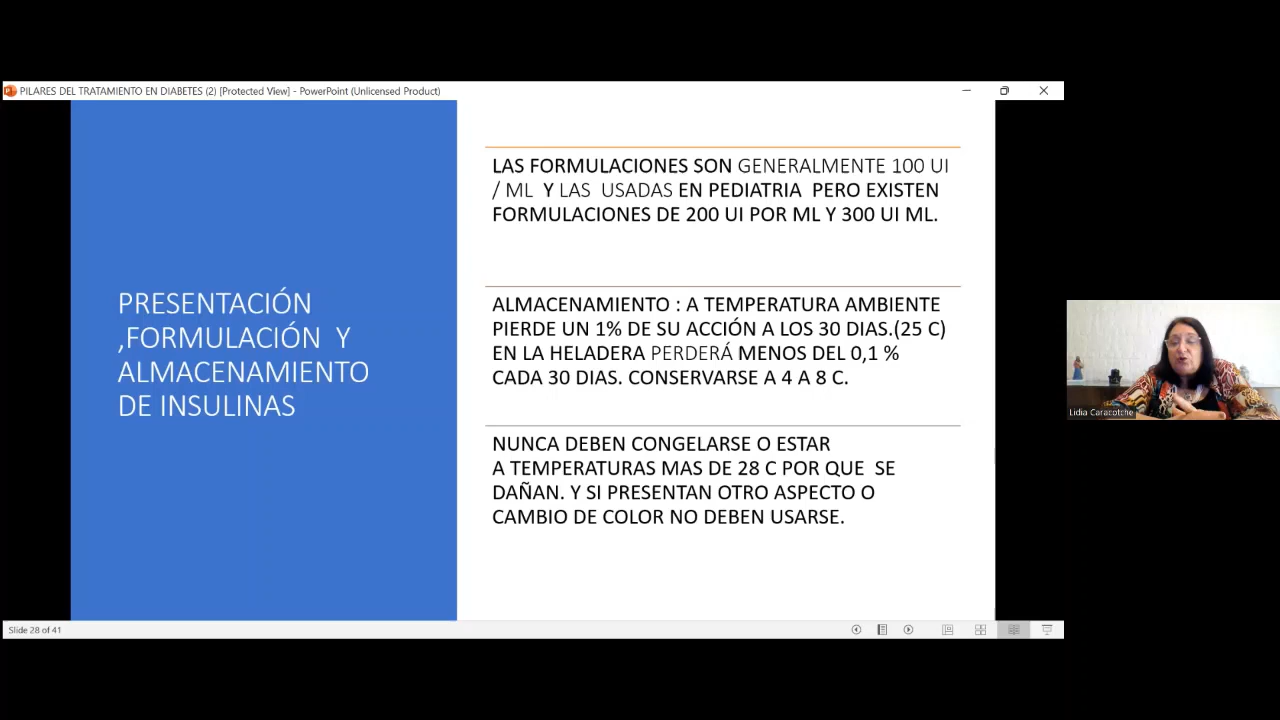 PILARES DEL TRATAMIENTO EN DIABETES (2) [Protected View] - PowerPoint (Unlicensed Product)
PRESENTACIÓN
,FORMULACIÓN Y
ALMACENAMIENTO
DE INSULINAS
LAS FORMULACIONES SON GENERALMENTE 100 UI
/ ML Y LAS USADAS EN PEDIATRIA PERO EXISTEN
FORMULACIONES DE 200 UI POR ML Y 300 UI ML.
ALMACENAMIENTO : A TEMPERATURA AMBIENTE
PIERDE UN 1% DE SU ACCIÓN A LOS 30 DIAS.(25 C)
EN LA HELADERA PERDERÁ MENOS DEL 0,1 %
CADA 30 DIAS. CONSERVARSE A 4 A 8 C.
NUNCA DEBEN CONGELARSE O ESTAR
A TEMPERATURAS MAS DE 28 C POR QUE SE
DAÑAN. Y SI PRESENTAN OTRO ASPECTO O
CAMBIO DE COLOR NO DEBEN USARSE.
Lidia Caracotche
Slide 28 of 41